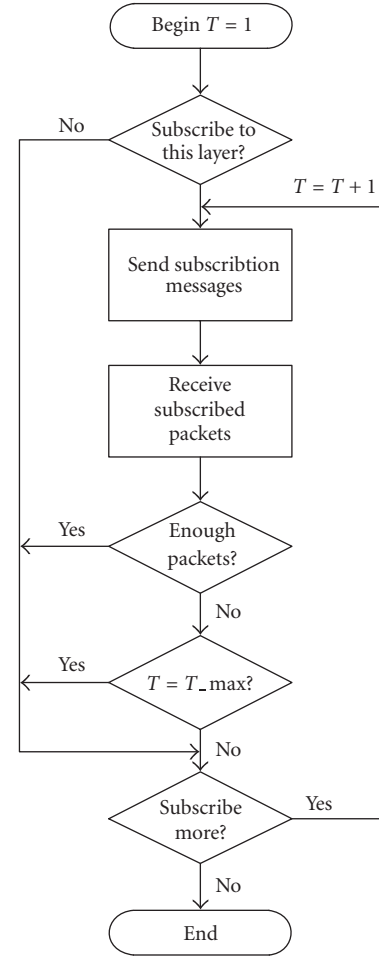 Begin T = 1
No
Subscribe to
this layer?
T = T + 1
Send subscribtion
messages
Receive
subscribed
packets
Yes
Enough
packets?
No
Yes
T = T_max?
No
Subscribe
more?
Yes
No
End